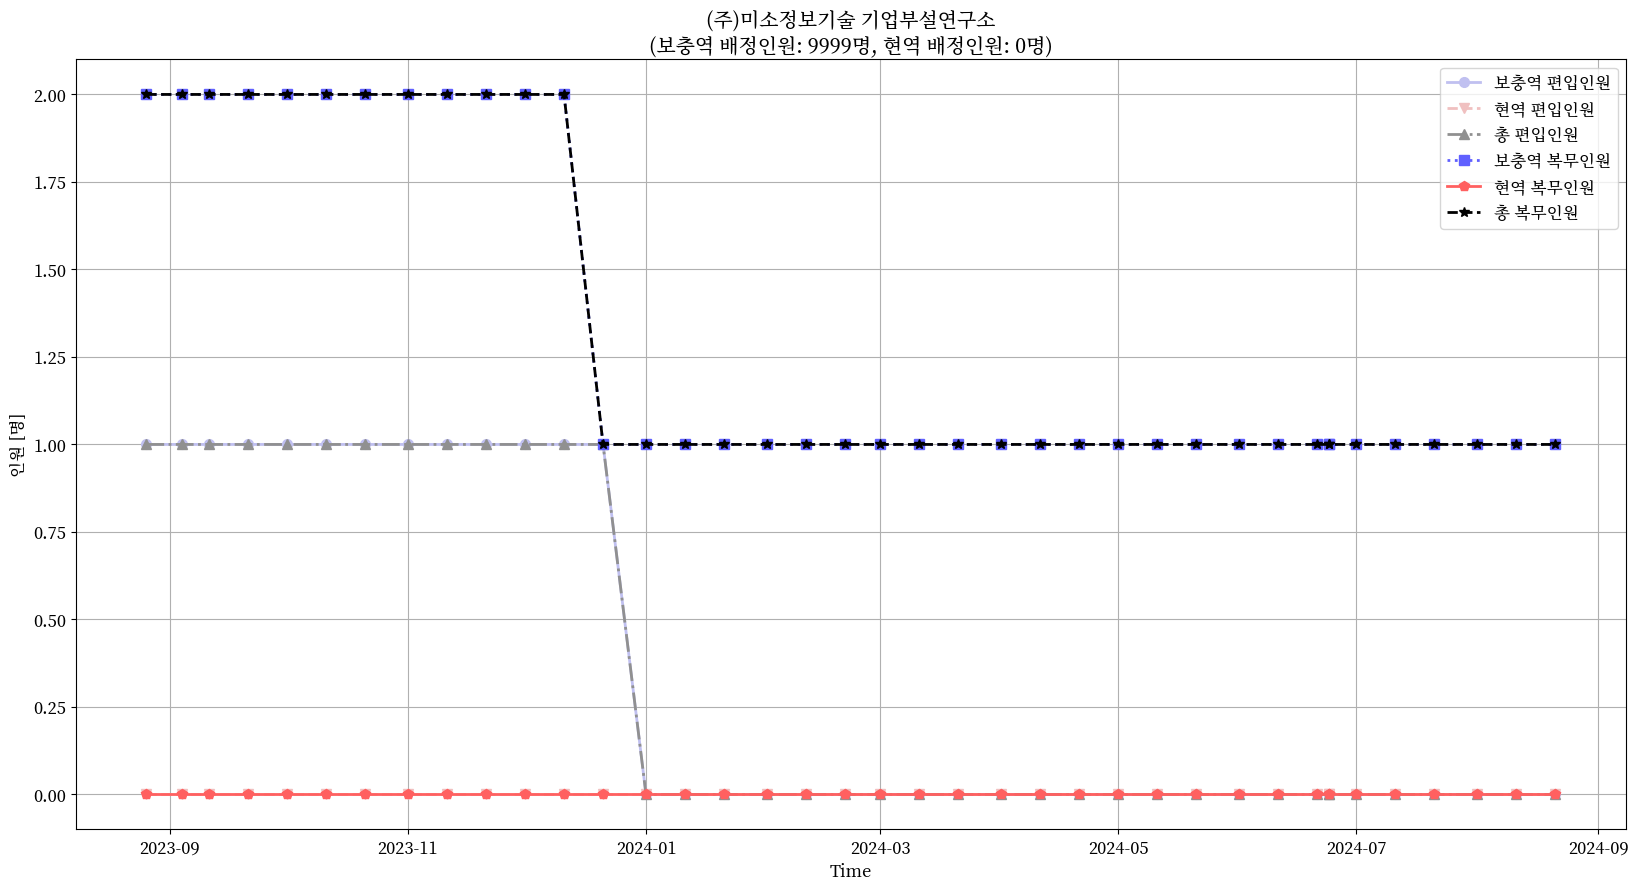 (주)미소정보기술 기업부설연구소
(보충역 배정인원: 9999명, 현역 배정인원: 0명)
보충역 편입인원
현역 편입인원
총 편입인원
보충역 복무인원
현역 복무인원
총 복무인원
인원 [명]
2.00
1.75
1.50
1.25
1.00
0.75
0.50
0.25
0.00
2023-09 2023-11 2024-01 2024-03 2024-05 2024-07 2024-09
Time